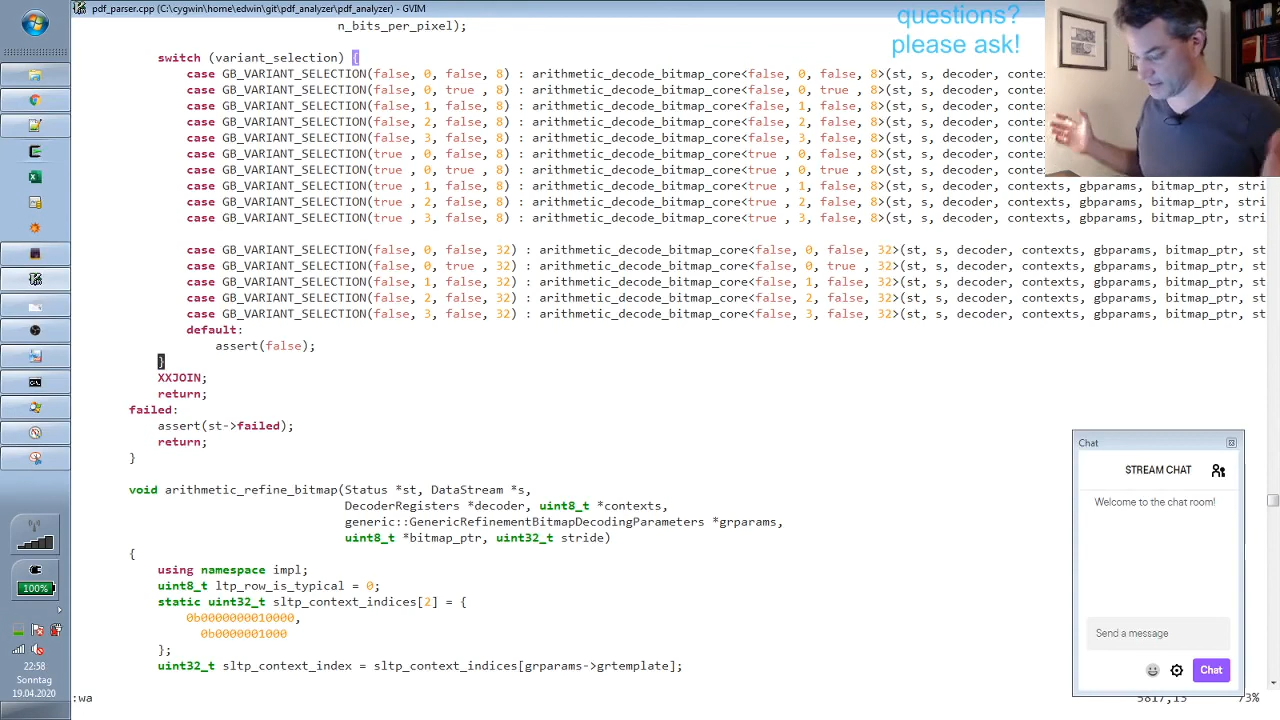 pdf_parser.cpp (C:\cygwin\home\edwin\git\pdf_analyzer\pdf_analyzer) - GVIM
questions?
please ask!
n_bits_per_pixel);
switch (variant_selection) {
case GB_VARIANT_SELECTION(false, 0, false, 8) : arithmetic_decode_bitmap_core<false, 0, false, 8>(st, s, decoder, conte
case GB_VARIANT_SELECTION(false, 0, true , 8) : arithmetic_decode_bitmap_core<false, 0, true , 8>(st, s, decoder, conte
case GB_VARIANT_SELECTION(false, 1, false, 8) : arithmetic_decode_bitmap_core<false, 1, false, 8>(st, s, decoder, conte
case GB_VARIANT_SELECTION(false, 2, false, 8) : arithmetic_decode_bitmap_core<false, 2, false, 8>(st, s, decoder, conte
case GB_VARIANT_SELECTION(false, 3, false, 8) : arithmetic_decode_bitmap_core<false, 3, false, 8>(st, s, decoder, conte
case GB_VARIANT_SELECTION(true , 0, false, 8) : arithmetic_decode_bitmap_core<true , 0, false, 8>(st, s, decoder, conte
case GB_VARIANT_SELECTION(true , 0, true , 8) : arithmetic_decode_bitmap_core<true , 0, true , 8>(st, s, decoder, conte
case GB_VARIANT_SELECTION(true , 1, false, 8) : arithmetic_decode_bitmap_core<true , 1, false, 8>(st, s, decoder, contexts, gbparams, bitmap_ptr, stri
case GB_VARIANT_SELECTION(true , 2, false, 8) : arithmetic_decode_bitmap_core<true , 2, false, 8>(st, s, decoder, contexts, gbparams, bitmap_ptr, stri
case GB_VARIANT_SELECTION(true , 3, false, 8) : arithmetic_decode_bitmap_core<true , 3, false, 8>(st, s, decoder, contexts, gbparams, bitmap_ptr, stri
case GB_VARIANT_SELECTION(false, 0, false, 32) : arithmetic_decode_bitmap_core<false, 0, false, 32>(st, s, decoder, contexts, gbparams, bitmap_ptr, st
case GB_VARIANT_SELECTION(false, 0, true , 32) : arithmetic_decode_bitmap_core<false, 0, true , 32>(st, s, decoder, contexts, gbparams, bitmap_ptr, st
case GB_VARIANT_SELECTION(false, 1, false, 32) : arithmetic_decode_bitmap_core<false, 1, false, 32>(st, s, decoder, contexts, gbparams, bitmap_ptr, st
case GB_VARIANT_SELECTION(false, 2, false, 32) : arithmetic_decode_bitmap_core<false, 2, false, 32>(st, s, decoder, contexts, gbparams, bitmap_ptr, st
case GB_VARIANT_SELECTION(false, 3, false, 32) : arithmetic_decode_bitmap_core<false, 3, false, 32>(st, s, decoder, contexts, gbparams, bitmap_ptr, st
default:
assert(false);
}
XXJOIN;
return;
failed:
assert(st->failed);
return;
}
void arithmetic_refine_bitmap(Status *st, DataStream *s,
DecoderRegisters *decoder, uint8_t *contexts,
generic::GenericRefinementBitmapDecodingParameters *grparams,
uint8_t *bitmap_ptr, uint32_t stride)
{
using namespace impl;
uint8_t ltp_row_is_typical = 0;
static uint32_t sltp_context_indices[2] = {
0b0000000010000,
0b0000001000
};
uint32_t sltp_context_index = sltp_context_indices[grparams->grtemplate];
:wa
5817,13
73%
Chat
STREAM CHAT
Welcome to the chat room!
Send a message
Chat
100%
22:58
Sonntag
19.04.2020